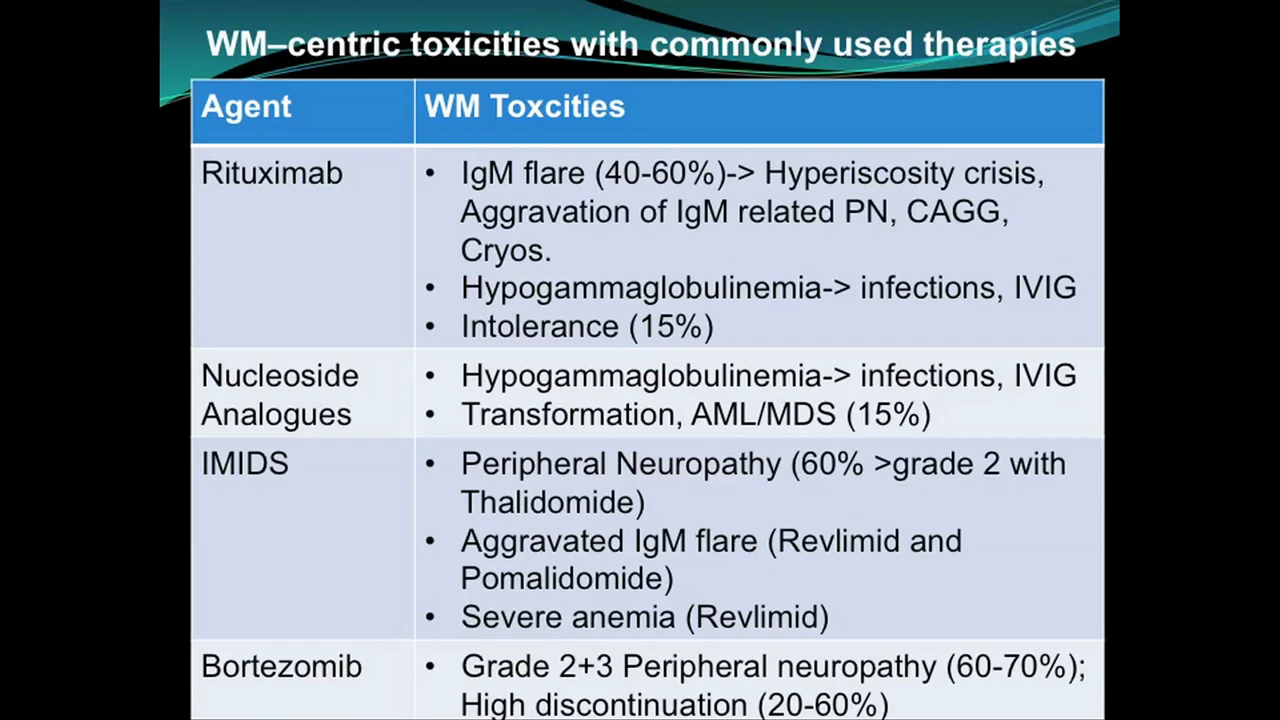 WM–centric toxicities with commonly used therapies
Agent
WM Toxcities
Rituximab
• IgM flare (40-60%)-> Hyperiscosity crisis,
Aggravation of IgM related PN, CAGG,
Cryos.
• Hypogammaglobulinemia-> infections, IVIG
• Intolerance (15%)
Nucleoside
Analogues
• Hypogammaglobulinemia-> infections, IVIG
• Transformation, AML/MDS (15%)
IMIDS
• Peripheral Neuropathy (60% >grade 2 with
Thalidomide)
• Aggravated IgM flare (Revlimid and
Pomalidomide)
• Severe anemia (Revlimid)
Bortezomib
• Grade 2+3 Peripheral neuropathy (60-70%);
High discontinuation (20-60%)